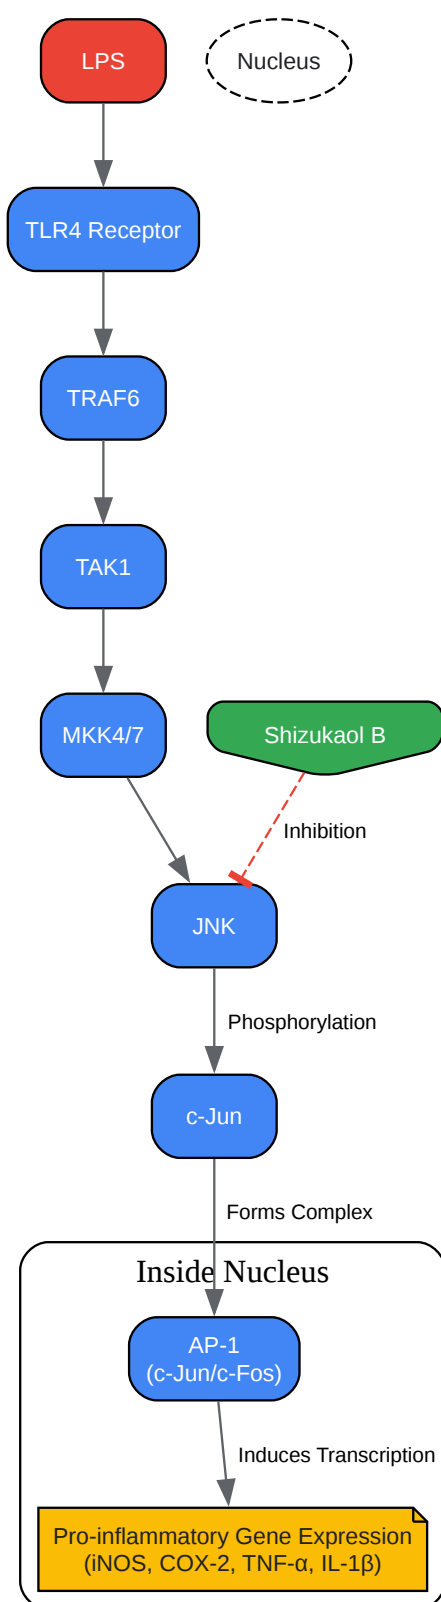 LPS
Nucleus
TLR4 Receptor
TRAF6
TAK1
MKK4/7
Shizukaol B
Inhibition
JNK
Phosphorylation
c-Jun
Forms Complex
Inside Nucleus
AP-1
(c-Jun/c-Fos)
Induces Transcription
Pro-inflammatory Gene Expression
(iNOS, COX-2, TNF-α, IL-1β)